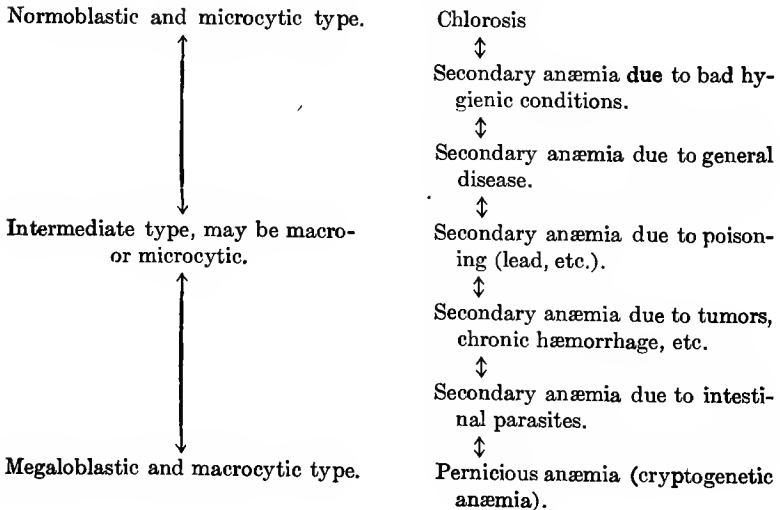 Normoblastic and microcytic type.
↕
Intermediate type, may be macro-
or microcytic.
↕
Megaloblastic and macrocytic type.
Chlorosis
↕
Secondary anæmia due to bad hy-
gienic conditions.
↕
Secondary anæmia due to general
disease.
↕
Secondary anæmia due to poison-
ing (lead, etc.).
↕
Secondary anæmia due to tumors,
chronic hæmorrhage, etc.
↕
Secondary anæmia due to intesti-
nal parasites.
↕
Pernicious anæmia (cryptogenetic
anæmia).